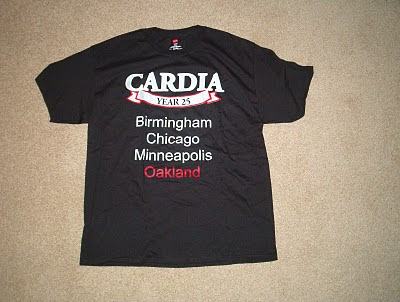 CARDIA
YEAR 25
Birmingham
Chicago
Minneapolis
Oakland